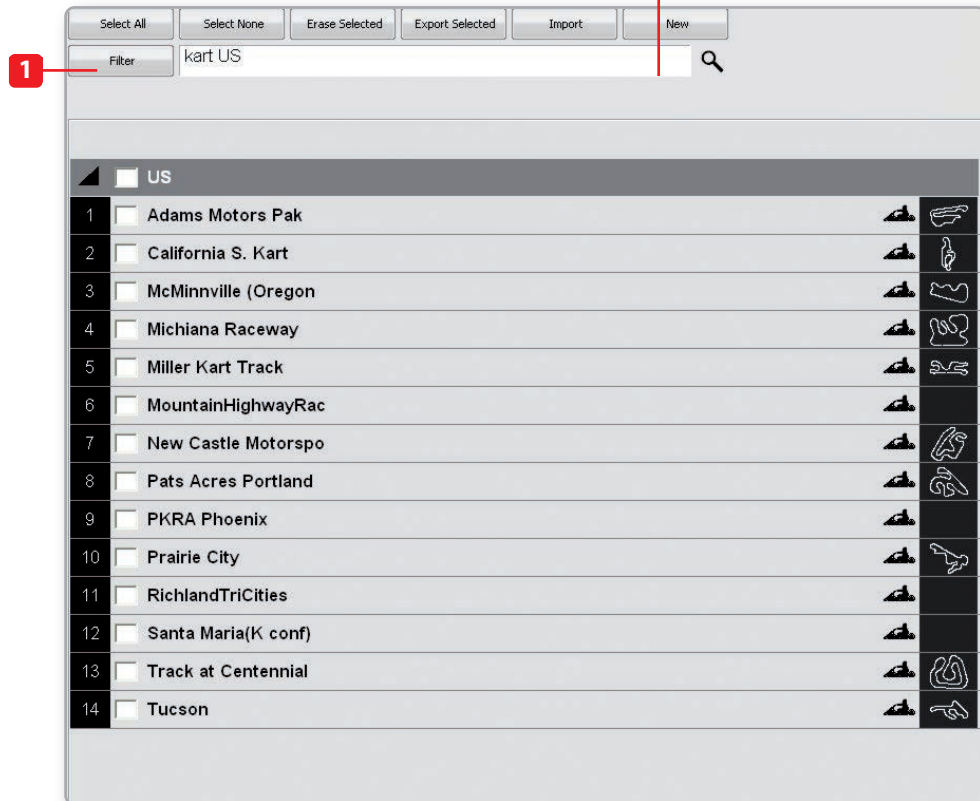 Select All Select None Erase Selected Export Selected Import New
1 Filter kart US
US
1 Adams Motors Pak
2 California S. Kart
3 McMinnville (Oregon
4 Michiana Raceway
5 Miller Kart Track
6 MountainHighwayRac
7 New Castle Motorspo
8 Pats Acres Portland
9 PKRA Phoenix
10 Prairie City
11 RichlandTriCities
12 Santa Maria(K conf)
13 Track at Centennial
14 Tucson